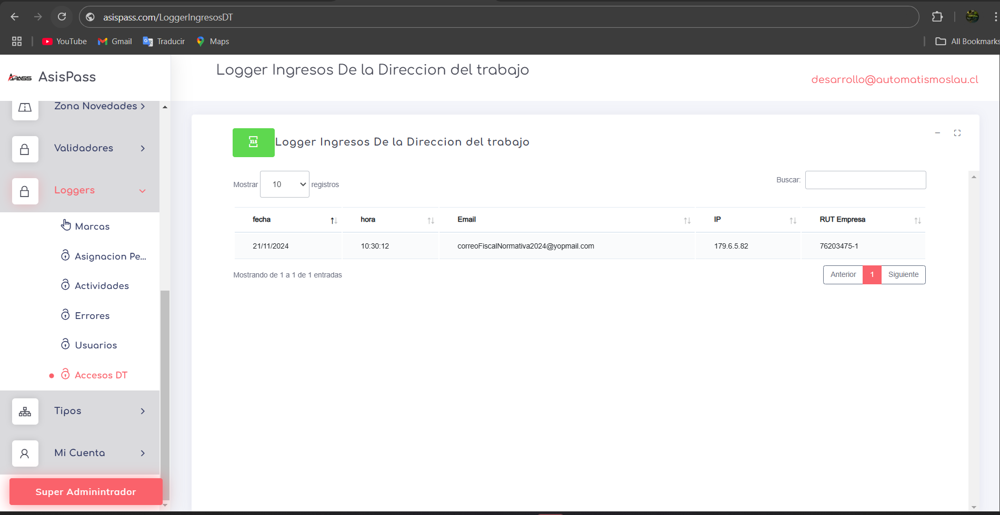 asispass.com/LoggerIngresosDT
YouTube Gmail Traducir Maps All Bookmarks
APASS AsisPass
Logger Ingresos De la Direccion del trabajo
desarrollo@automatismoslau.cl
Zona Novedades
Validadores
Loggers
Marcas
Asignacion Pe...
Actividades
Errores
Usuarios
Accesos DT
Tipos
Mi Cuenta
Super Adminintrador
XLS Logger Ingresos De la Direccion del trabajo
Mostrar 10 registros
Buscar:
fecha hora Email IP RUT Empresa
21/11/2024 10:30:12 correoFiscalNormativa2024@yopmail.com 179.6.5.82 76203475-1
Mostrando de 1 a 1 de 1 entradas
Anterior 1 Siguiente